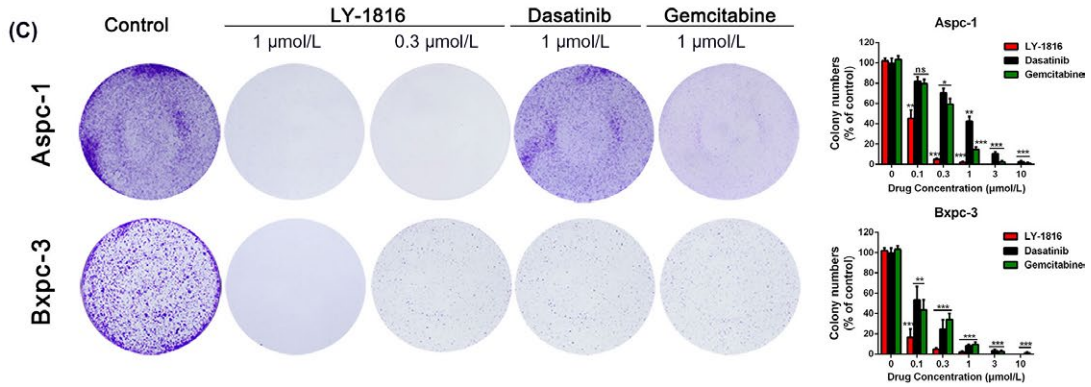 (C)
Control
LY-1816
Dasatinib
Gemcitabine
1 µmol/L
0.3 µmol/L
1 µmol/L
1 µmol/L
Aspc-1
Bxpc-3
Aspc-1
Colony numbers
(% of control)
120
100
80
60
40
20
0
LY-1816
Dasatinib
Gemcitabine
**
ns
***
*
***
**
***
***
***
0
0.1
0.3
1
3
10
Drug Concentration (µmol/L)
Bxpc-3
Colony numbers
(% of control)
120
100
80
60
40
20
0
LY-1816
Dasatinib
Gemcitabine
***
**
***
***
***
***
0
0.1
0.3
1
3
10
Drug Concentration (µmol/L)